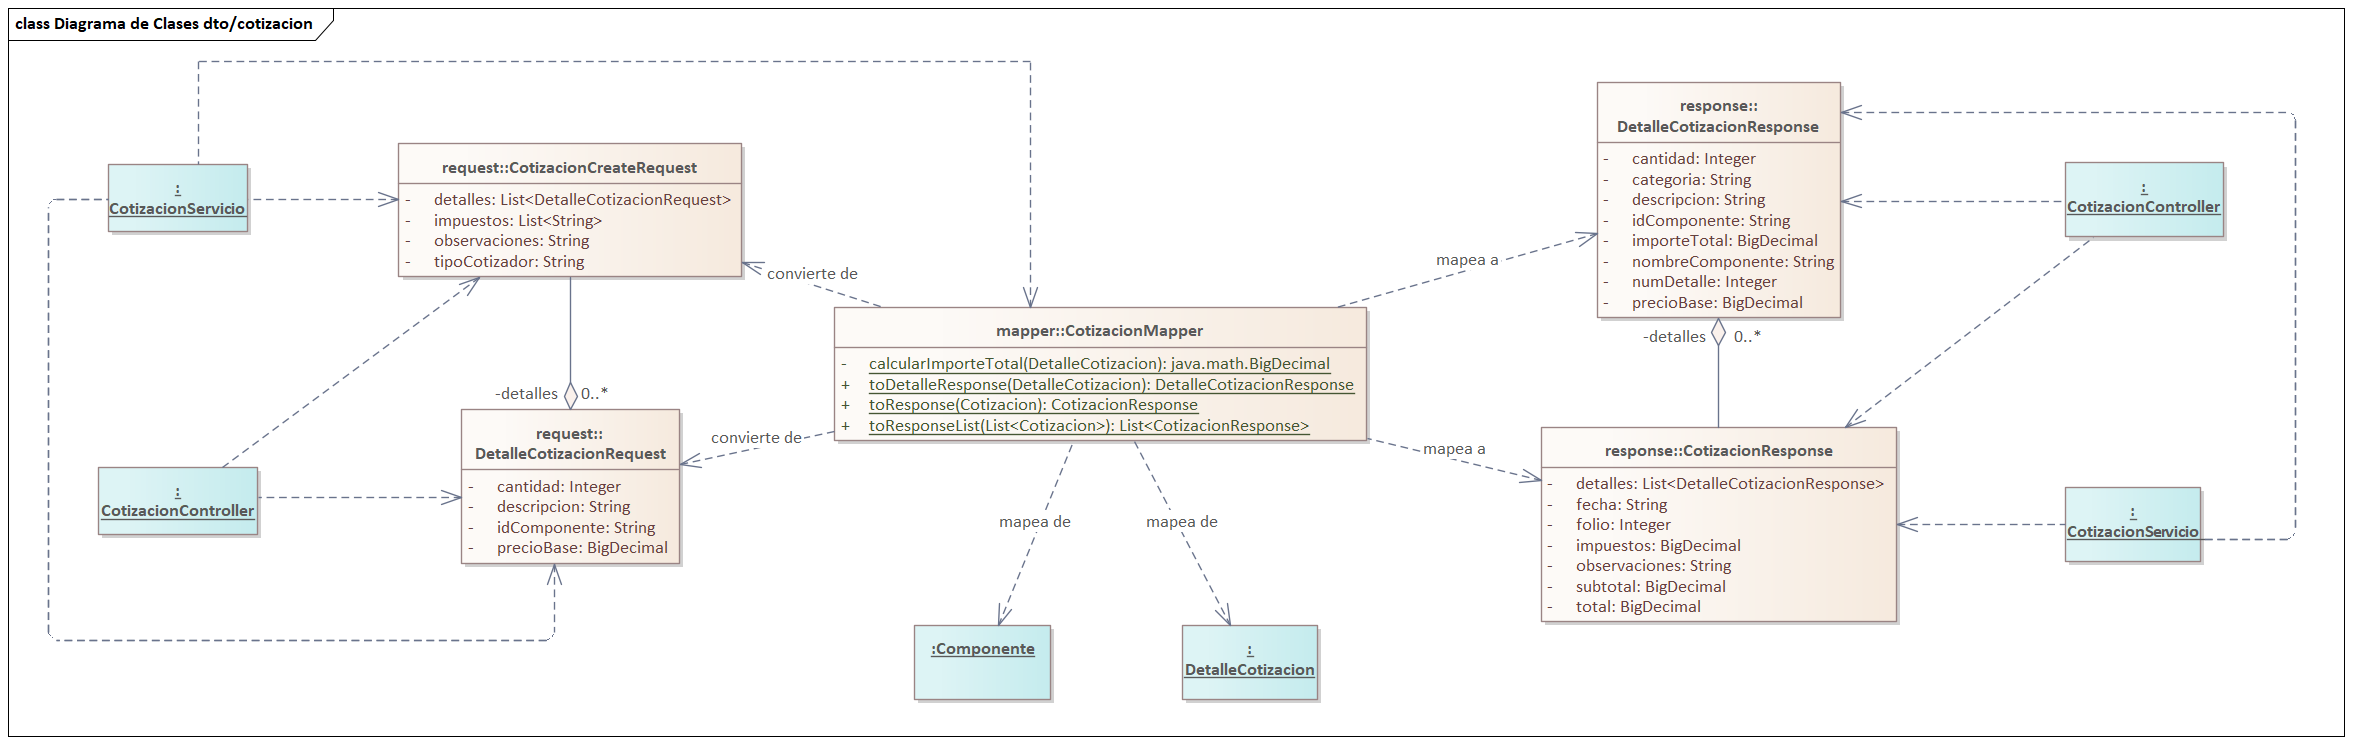 class Diagrama de Clases dto/cotizacion
:
CotizacionServicio
request::CotizacionCreateRequest
- detalles: List<DetalleCotizacionRequest>
- impuestos: List<String>
- observaciones: String
- tipoCotizador: String
convierte de
-detalles 0..*
request::
DetalleCotizacionRequest
- cantidad: Integer
- descripcion: String
- idComponente: String
- precioBase: BigDecimal
:
CotizacionController
convierte de
mapper::CotizacionMapper
- calcularImporteTotal(DetalleCotizacion): java.math.BigDecimal
+ toDetalleResponse(DetalleCotizacion): DetalleCotizacionResponse
+ toResponse(Cotizacion): CotizacionResponse
+ toResponseList(List<Cotizacion>): List<CotizacionResponse>
mapea de
mapea de
:Componente
:
DetalleCotizacion
mapea a
mapea a
response::
DetalleCotizacionResponse
- cantidad: Integer
- categoria: String
- descripcion: String
- idComponente: String
- importeTotal: BigDecimal
- nombreComponente: String
- numDetalle: Integer
- precioBase: BigDecimal
-detalles 0..*
response::CotizacionResponse
- detalles: List<DetalleCotizacionResponse>
- fecha: String
- folio: Integer
- impuestos: BigDecimal
- observaciones: String
- subtotal: BigDecimal
- total: BigDecimal
:
CotizacionController
:
CotizacionServicio